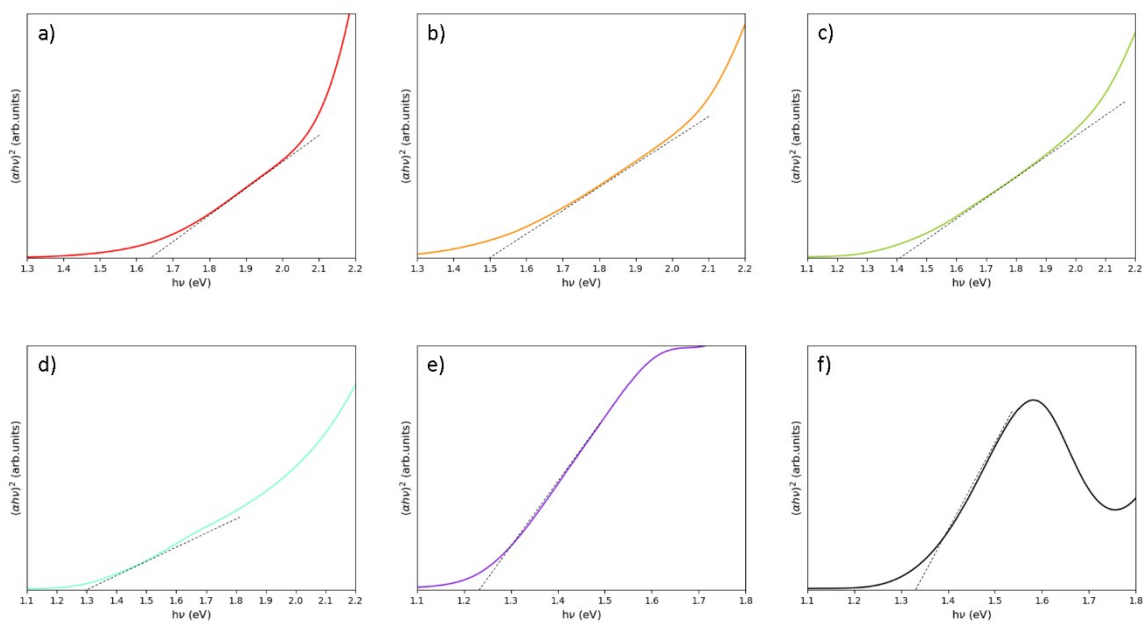 a)
(αhν)² (arb.units)
1.3 1.4 1.5 1.6 1.7 1.8 1.9 2.0 2.1 2.2
hν (eV)
b)
(αhν)² (arb.units)
1.3 1.4 1.5 1.6 1.7 1.8 1.9 2.0 2.1 2.2
hν (eV)
c)
(αhν)² (arb.units)
1.1 1.2 1.3 1.4 1.5 1.6 1.7 1.8 1.9 2.0 2.1 2.2
hν (eV)
d)
(αhν)² (arb.units)
1.1 1.2 1.3 1.4 1.5 1.6 1.7 1.8 1.9 2.0 2.1 2.2
hν (eV)
e)
(αhν)² (arb.units)
1.1 1.2 1.3 1.4 1.5 1.6 1.7 1.8
hν (eV)
f)
(αhν)² (arb.units)
1.1 1.2 1.3 1.4 1.5 1.6 1.7 1.8
hν (eV)